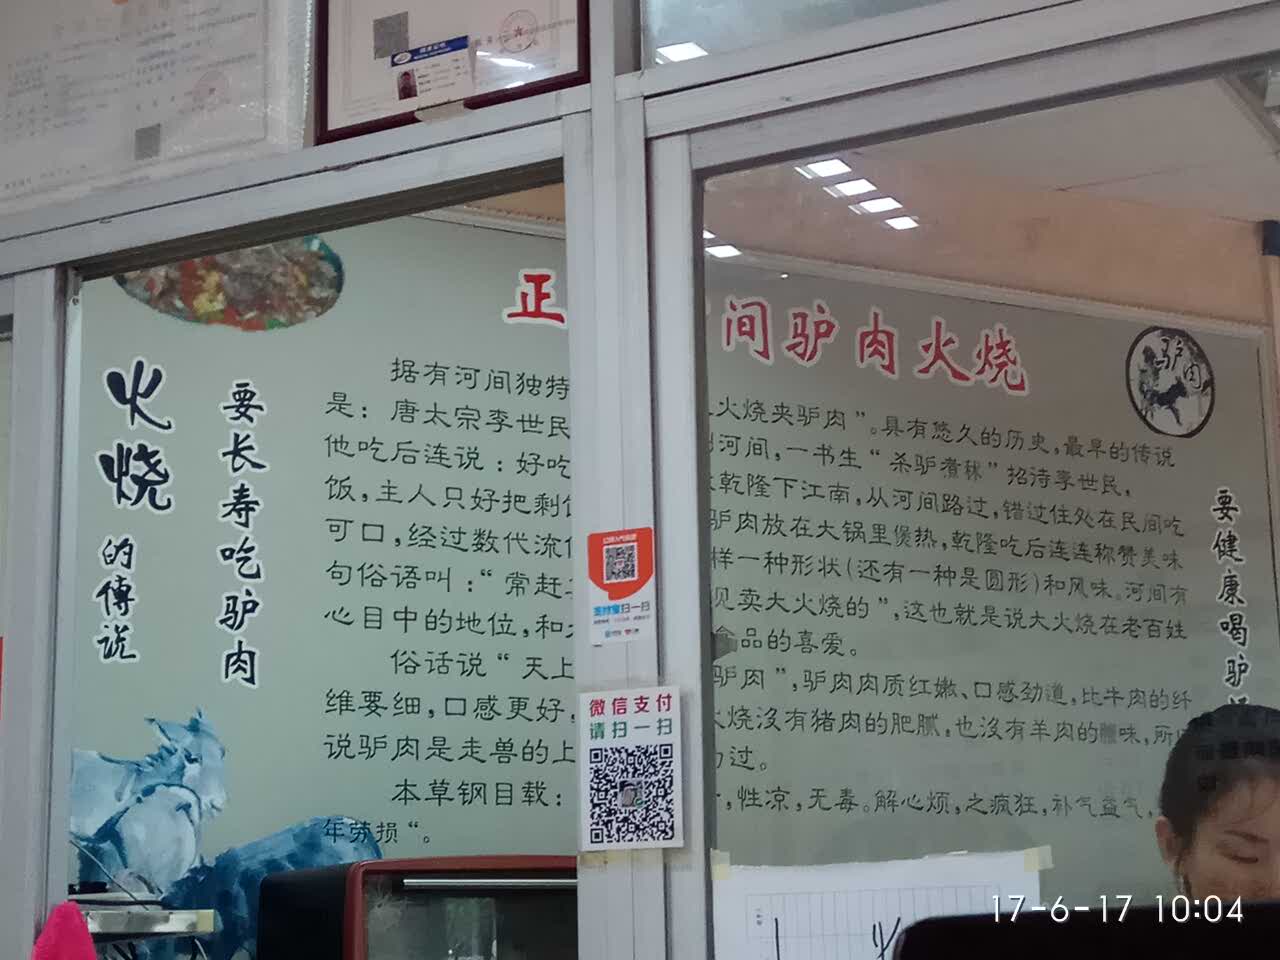 正
间驴肉火烧
驴肉
火烧
的傳说
要长寿吃驴肉
据有河间独特
火烧夹驴肉”。具有悠久的历史,最早的传说
是：唐太宗李世民
河间,一书生“杀驴煮秫”招待李世民,
他吃后连说：好吃
乾隆下江南,从河间路过,错过住处在民间吃
饭,主人只好把剩
驴肉放在大锅里煲热,乾隆吃后连连称赞美味
可口,经过数代流
样一种形状(还有一种是圆形)和风味。河间有
句俗语叫：“常赶
见卖大火烧的”,这也就是说大火烧在老百姓
心目中的地位,和
食品的喜爱。
俗话说“天上
驴肉”,驴肉肉质红嫩、口感劲道,比牛肉的纤
维要细,口感更好,
火烧没有猪肉的肥腻,也没有羊肉的膻味,所
说驴肉是走兽的上
过。
本草钢目载：
,性凉,无毒。解心烦,之疯狂,补气益气,
年劳损“。
要健康喝驴
支付宝扫一扫
微信支付
请扫一扫
17-6-17 10:04